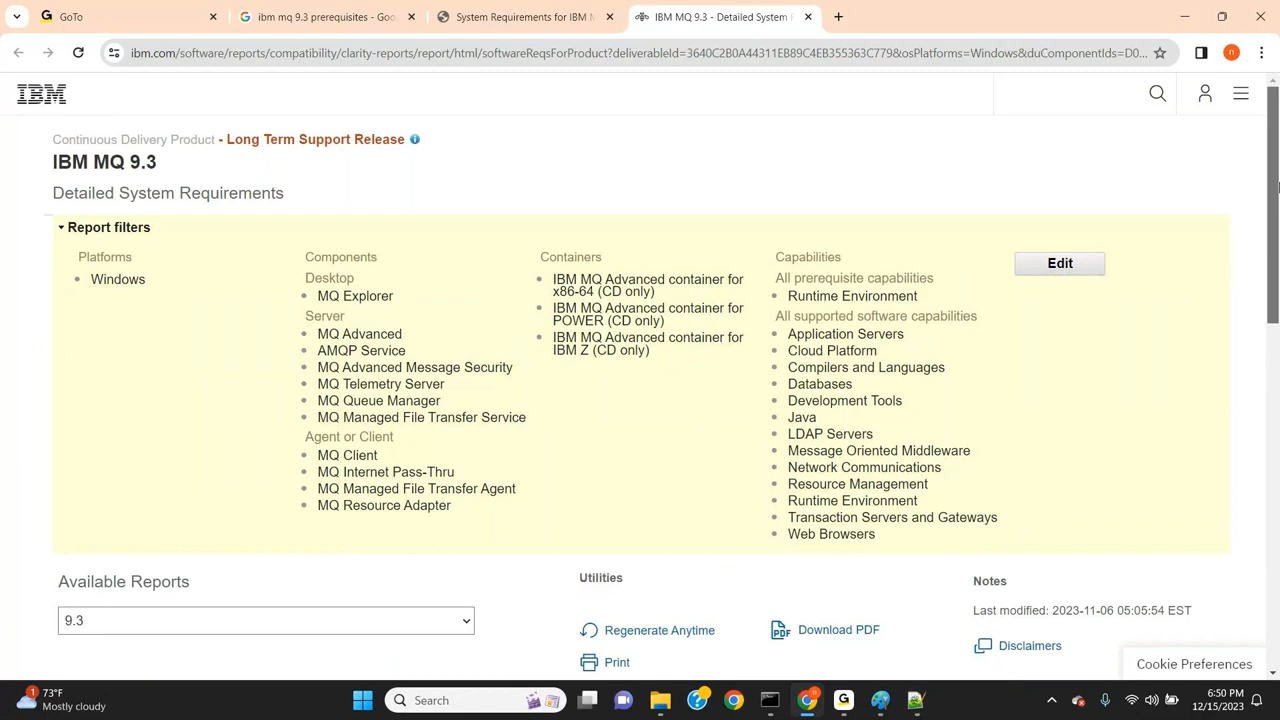 GoTo
ibm mq 9.3 prerequisites - Goo
System Requirements for IBM M
IBM MQ 9.3 - Detailed System R
ibm.com/software/reports/compatibility/clarity-reports/report/html/softwareReqsForProduct?deliverableId=3640C2B0A44311EB89C4EB355363C779&osPlatforms=Windows&duComponentIds=D0...
n
IBM
Continuous Delivery Product - Long Term Support Release
IBM MQ 9.3
Detailed System Requirements
Report filters
Platforms
Windows
Components
Desktop
MQ Explorer
Server
MQ Advanced
AMQP Service
MQ Advanced Message Security
MQ Telemetry Server
MQ Queue Manager
MQ Managed File Transfer Service
Agent or Client
MQ Client
MQ Internet Pass-Thru
MQ Managed File Transfer Agent
MQ Resource Adapter
Containers
IBM MQ Advanced container for
x86-64 (CD only)
IBM MQ Advanced container for
POWER (CD only)
IBM MQ Advanced container for
IBM Z (CD only)
Capabilities
All prerequisite capabilities
Runtime Environment
All supported software capabilities
Application Servers
Cloud Platform
Compilers and Languages
Databases
Development Tools
Java
LDAP Servers
Message Oriented Middleware
Network Communications
Resource Management
Runtime Environment
Transaction Servers and Gateways
Web Browsers
Edit
Available Reports
9.3
Utilities
Regenerate Anytime
Download PDF
Print
Notes
Last modified: 2023-11-06 05:05:54 EST
Disclaimers
Cookie Preferences
1
73°F
Mostly cloudy
Search
6:50 PM
12/15/2023